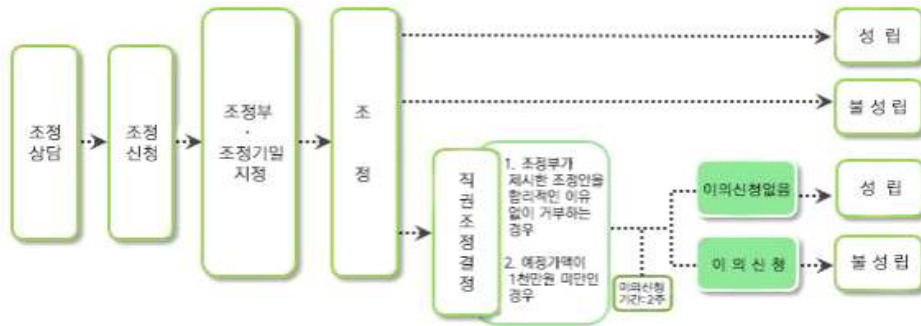 조정
상담
조정
신청
조정부
·
조정기일
지정
조
정
성 립
불 성 립
직
권
조
정
결
정
1. 조정부가
제시한 조정안을
합리적인 이유
없이 거부하는
경우
2. 예정가액이
1천만원 미만인
경우
이의신청
기간:2주
이의신청없음
성 립
이 의 신 청
불 성 립